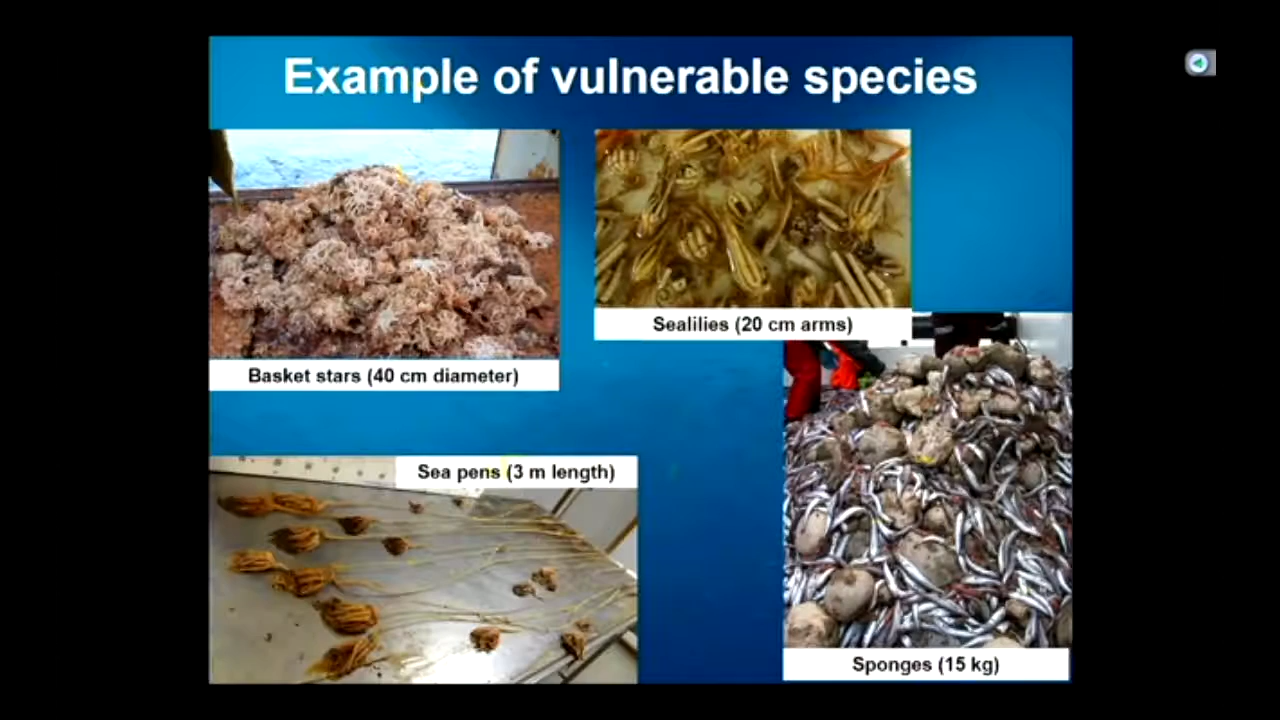 Example of vulnerable species
Sealilies (20 cm arms)
Basket stars (40 cm diameter)
Sea pens (3 m length)
Sponges (15 kg)